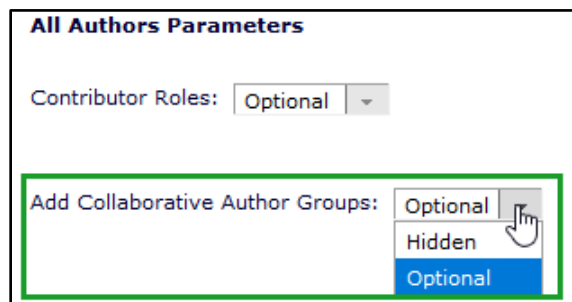 All Authors Parameters
Contributor Roles: Optional
Add Collaborative Author Groups: Optional
Hidden
Optional